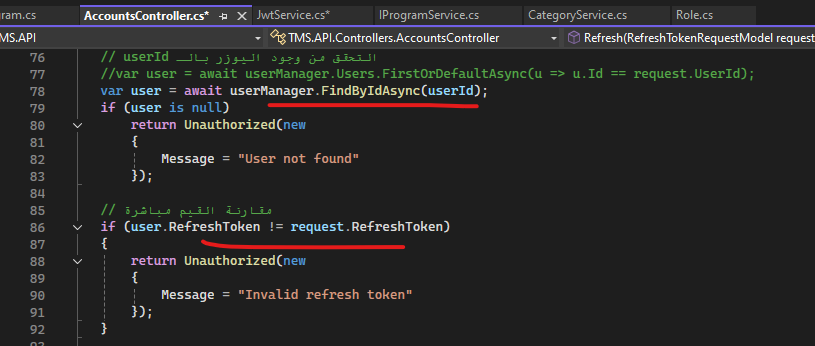 gram.cs
AccountsController.cs*
JwtService.cs*
IProgramService.cs
CategoryService.cs
Role.cs
MS.API
TMS.API.Controllers.AccountsController
Refresh(RefreshTokenRequestModel request
76 // التحقق من وجود اليوزر بالـ userId
77 //var user = await userManager.Users.FirstOrDefaultAsync(u => u.Id == request.UserId);
78 var user = await userManager.FindByIdAsync(userId);
79 if (user is null)
80 return Unauthorized(new
81 {
82 Message = "User not found"
83 });
84
85 // مقارنة القيم مباشرة
86 if (user.RefreshToken != request.RefreshToken)
87 {
88 return Unauthorized(new
89 {
90 Message = "Invalid refresh token"
91 });
92 }